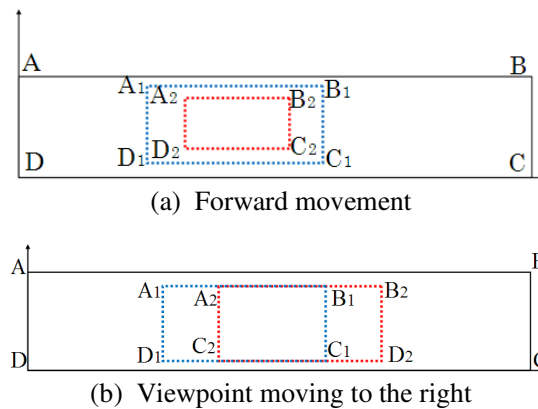 A B
A1 B1
A2 B2
D1 D2 C2 C1
D C
(a) Forward movement
A
A1 A2 B1 B2
D1 C2 C1 D2
D
(b) Viewpoint moving to the right